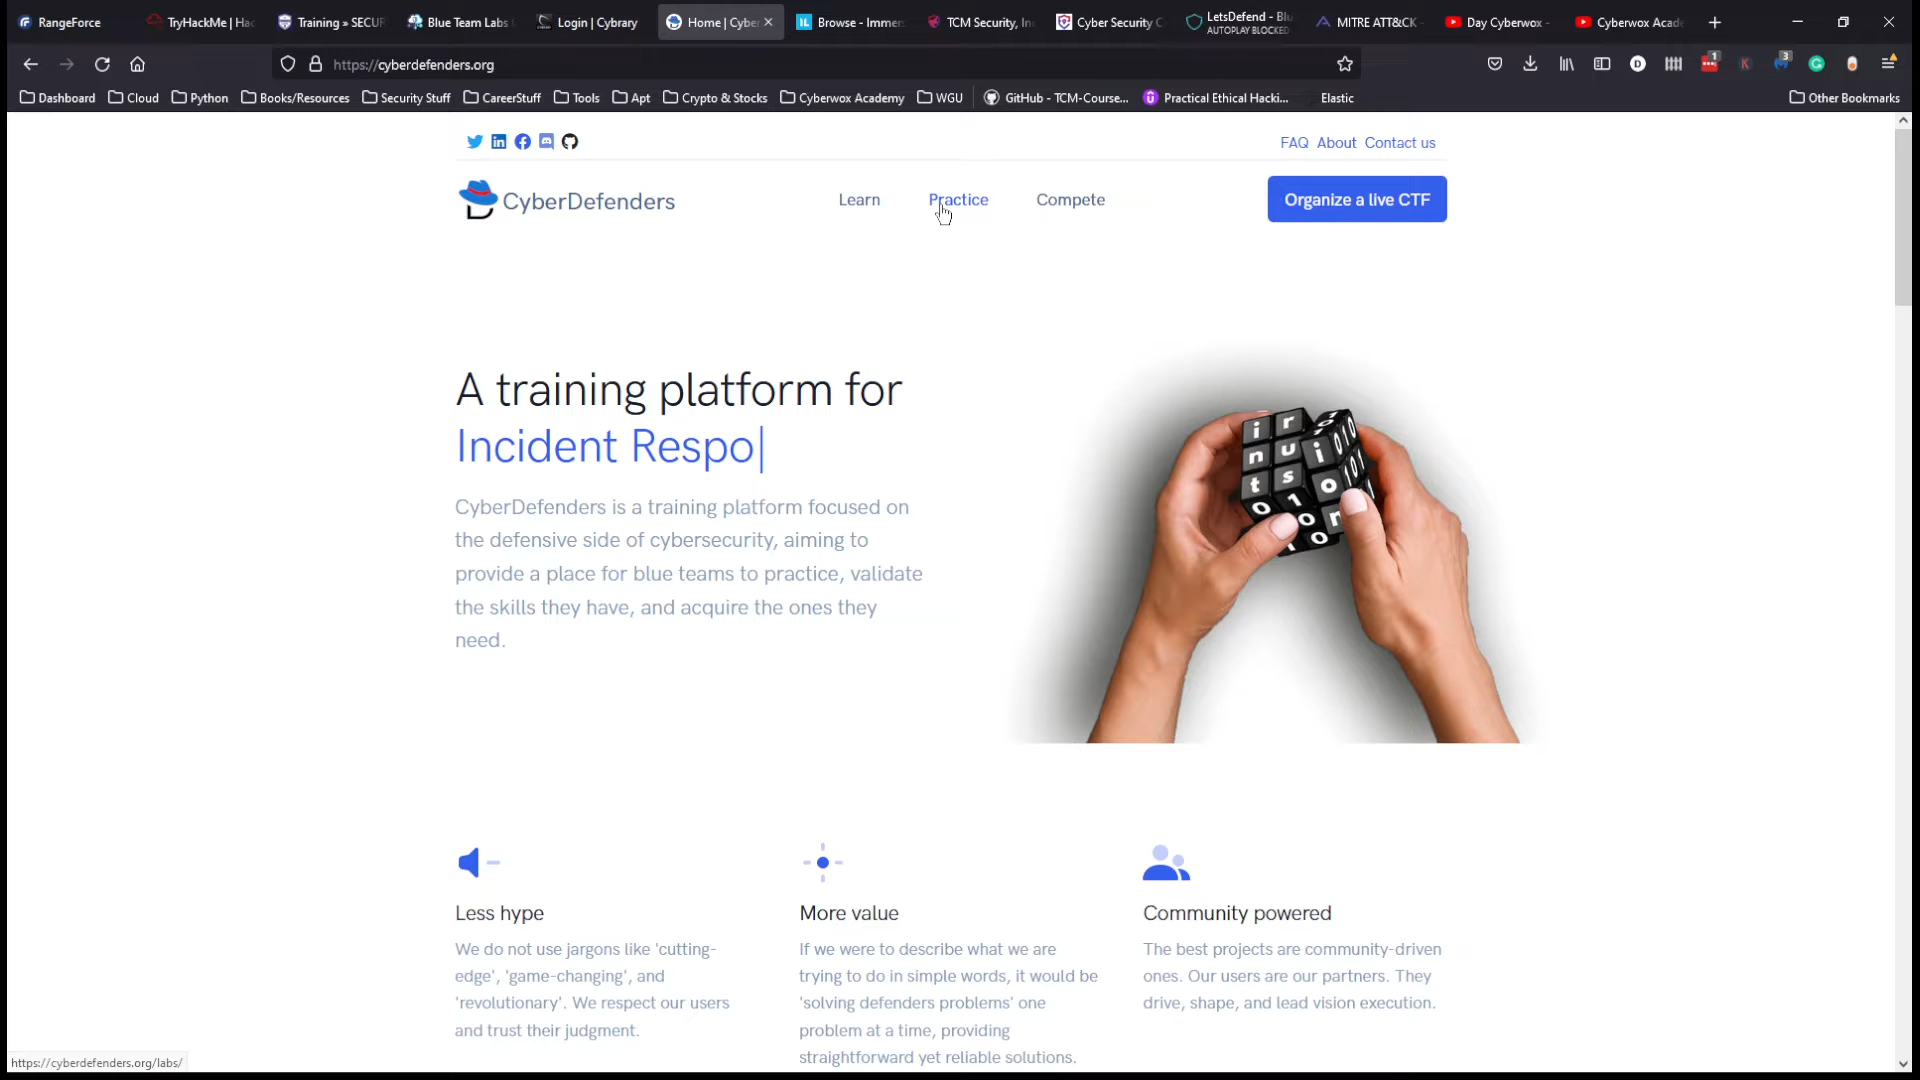 RangeForce
TryHackMe | Hac
Training » SECUR
Blue Team Labs
Login | Cybrary
Home | Cyber
Browse - Immers
TCM Security, In
Cyber Security C
LetsDefend - Blu
AUTOPLAY BLOCKED
MITRE ATT&CK
Day Cyberwox -
Cyberwox Acade
https://cyberdefenders.org
1
3
Dashboard
Cloud
Python
Books/Resources
Security Stuff
CareerStuff
Tools
Apt
Crypto & Stocks
Cyberwox Academy
WGU
GitHub - TCM-Course...
Practical Ethical Hacki...
Elastic
Other Bookmarks
FAQ About Contact us
CyberDefenders
Learn
Practice
Compete
Organize a live CTF
A training platform for
Incident Respo|
CyberDefenders is a training platform focused on
the defensive side of cybersecurity, aiming to
provide a place for blue teams to practice, validate
the skills they have, and acquire the ones they
need.
Less hype
We do not use jargons like 'cutting-
edge', 'game-changing', and
'revolutionary'. We respect our users
and trust their judgment.
More value
If we were to describe what we are
trying to do in simple words, it would be
'solving defenders problems' one
problem at a time, providing
straightforward yet reliable solutions.
Community powered
The best projects are community-driven
ones. Our users are our partners. They
drive, shape, and lead vision execution.
https://cyberdefenders.org/labs/